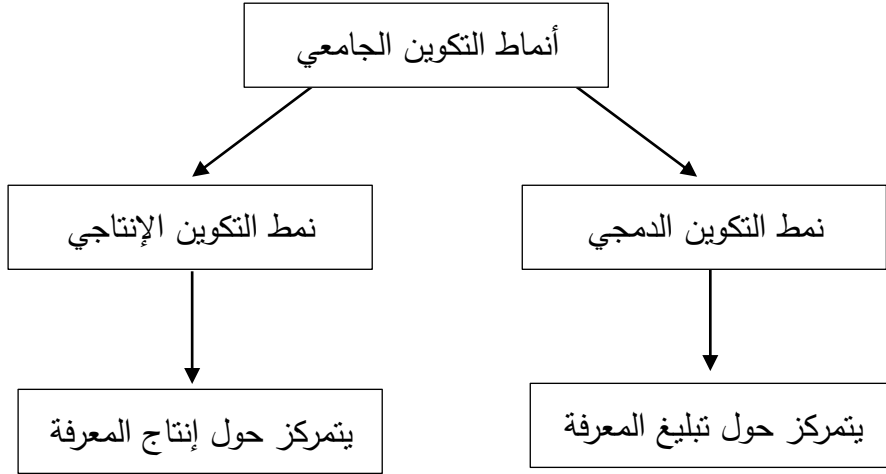 أنماط التكوين الجامعي
نمط التكوين الدمجي
نمط التكوين الإنتاجي
يتمركز حول تبليغ المعرفة
يتمركز حول إنتاج المعرفة